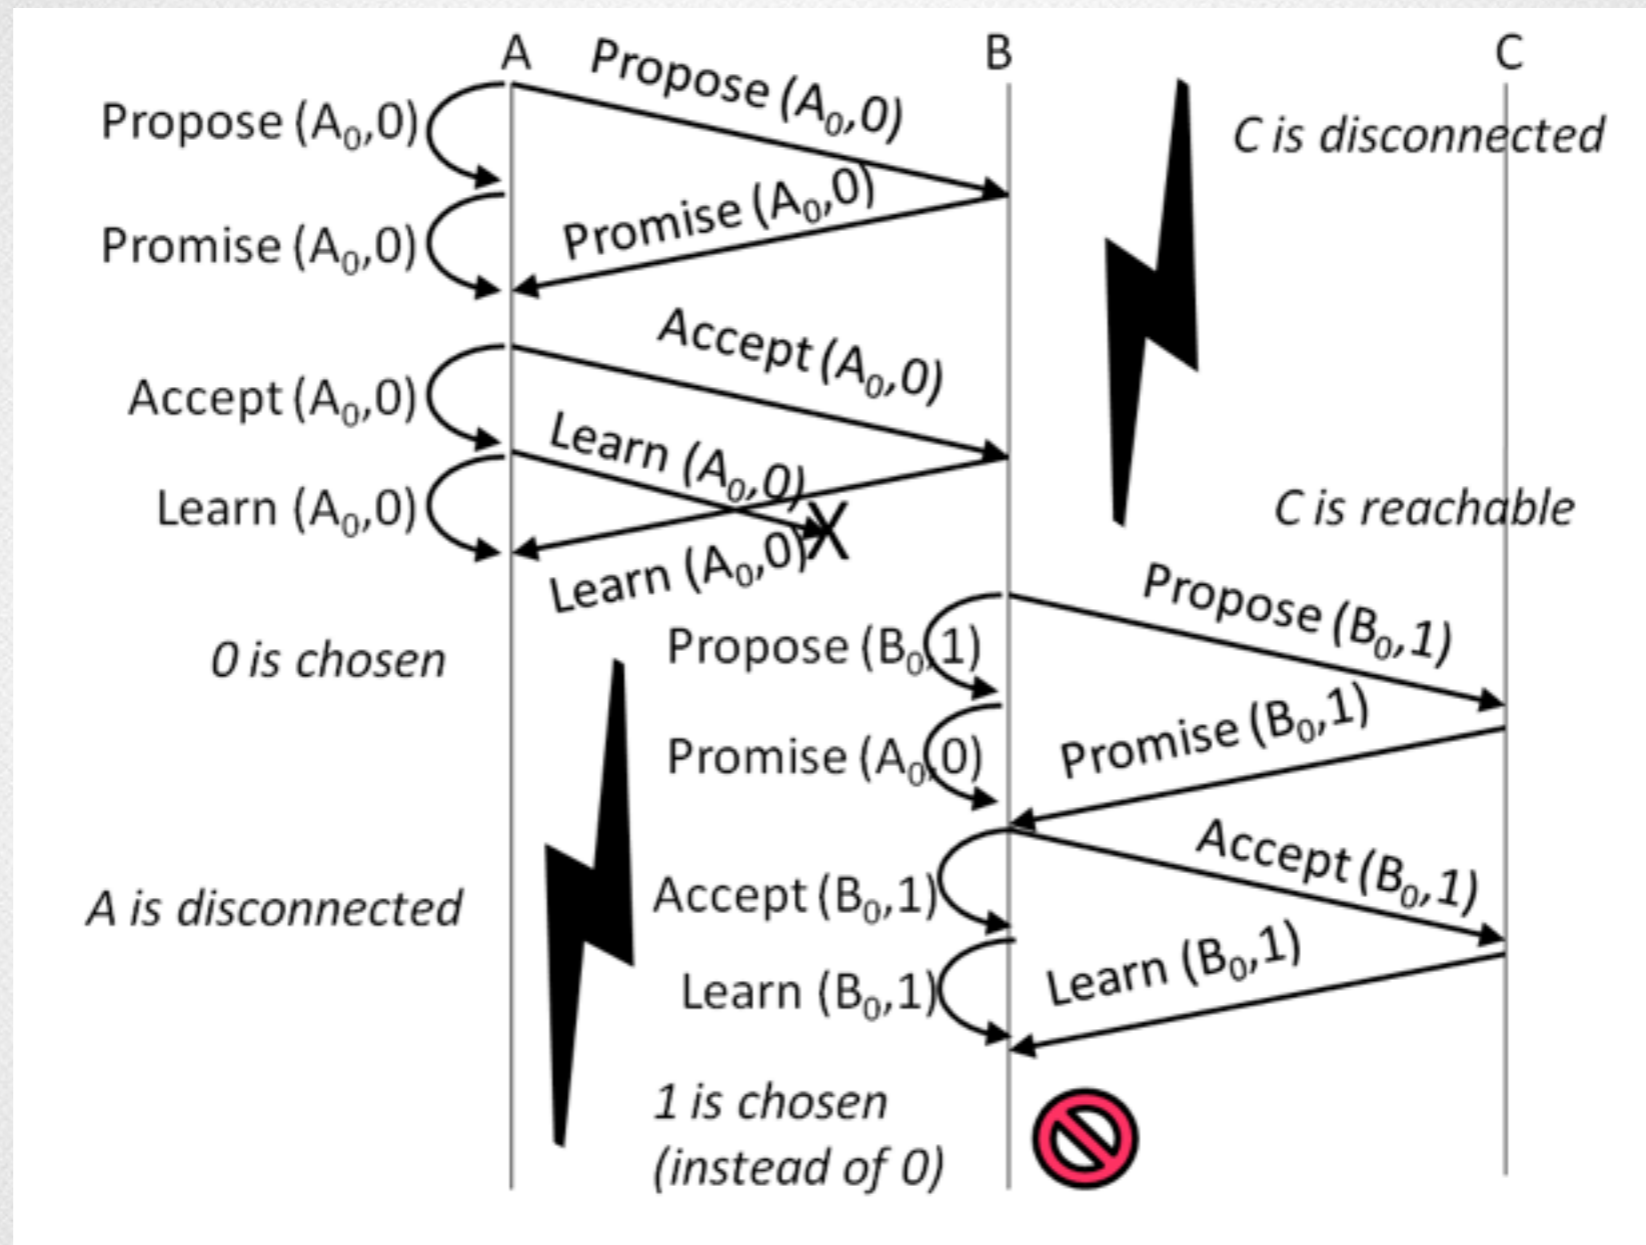 A
B
C
Propose (A₀,0)
Propose (A₀,0)
C is disconnected
Promise (A₀,0)
Promise (A₀,0)
Accept (A₀,0)
Accept (A₀,0)
Learn (A₀,0)
Learn (A₀,0)
X
C is reachable
Learn (A₀,0)
Propose (B₀,1)
0 is chosen
Propose (B₀,1)
Promise (B₀,1)
Promise (A₀,0)
Accept (B₀,1)
Accept (B₀,1)
A is disconnected
Learn (B₀,1)
Learn (B₀,1)
1 is chosen
(instead of 0)